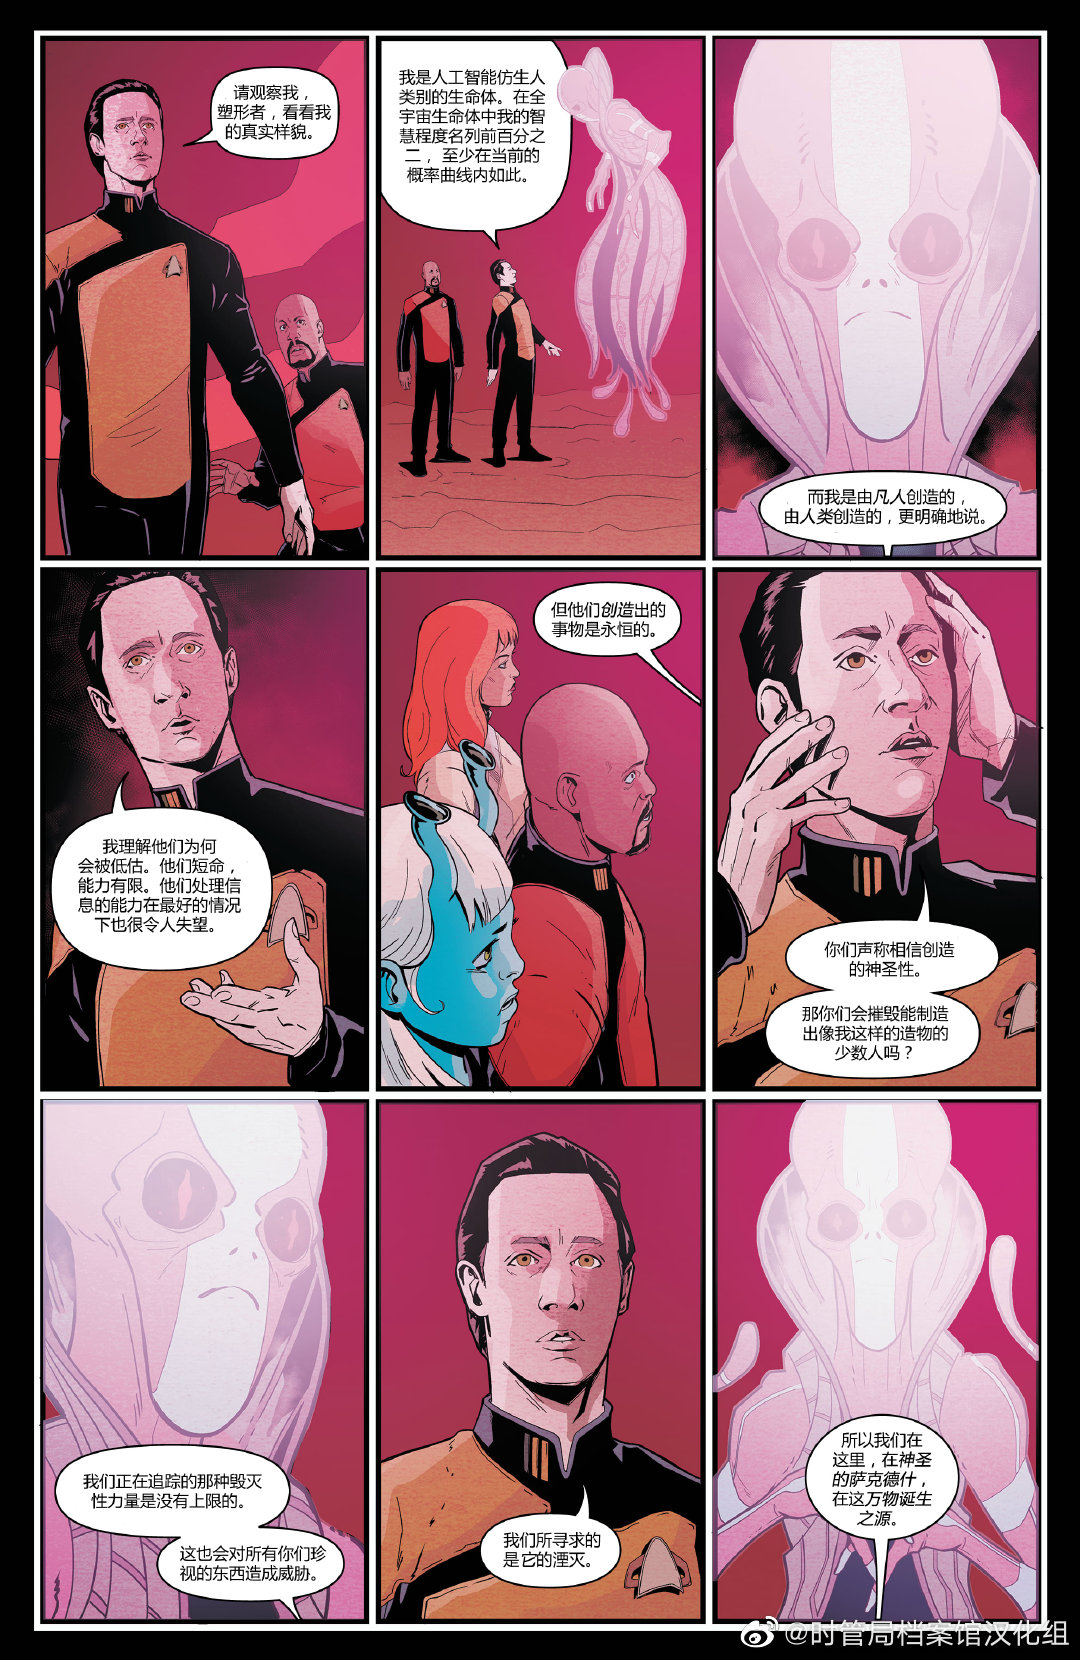 请观察我，
塑形者，看看我
的真实样貌。
我是人工智能仿生人
类别的生命体。在全
宇宙生命体中我的智
慧程度名列前百分之
二，至少在当前的
概率曲线内如此。
而我是由凡人创造的，
由人类创造的，更明确地说。
我理解他们为何
会被低估。他们短命，
能力有限。他们处理信
息的能力在最好的情况
下也很令人失望。
但他们创造出的
事物是永恒的。
你们声称相信创造
的神圣性。
那你们会摧毁能制造
出像我这样的造物的
少数人吗？
我们正在追踪的那种毁灭
性力量是没有上限的。
这也会对所有你们珍
视的东西造成威胁。
我们所寻求的
是它的湮灭。
所以我们在
这里，在神圣
的萨克德什，
在这万物诞生
之源。
@时管局档案馆汉化组